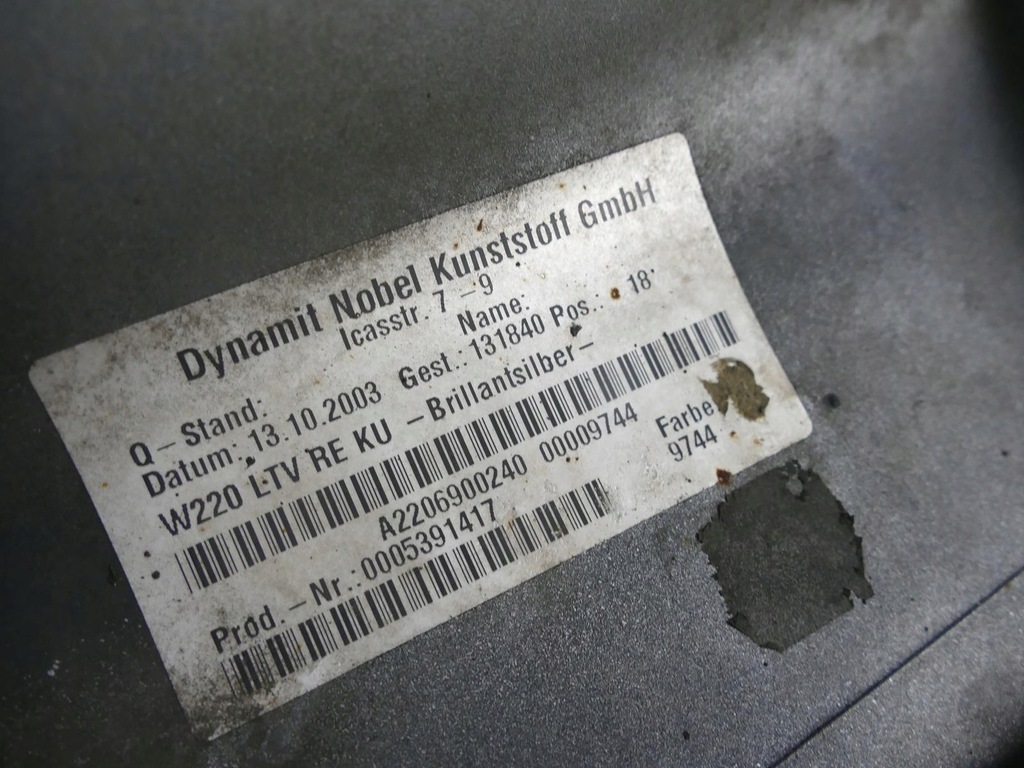 Dynamit Nobel Kunststoff GmbH
Icasstr. 7-9
Q-Stand: Name:
Datum: 13.10.2003 Gest.: 131840 Pos.: 18
W220 LTV RE KU -Brillantsilber-
A2206900240 00009744
Farbe
9744
Prod.-Nr.: 0005391417